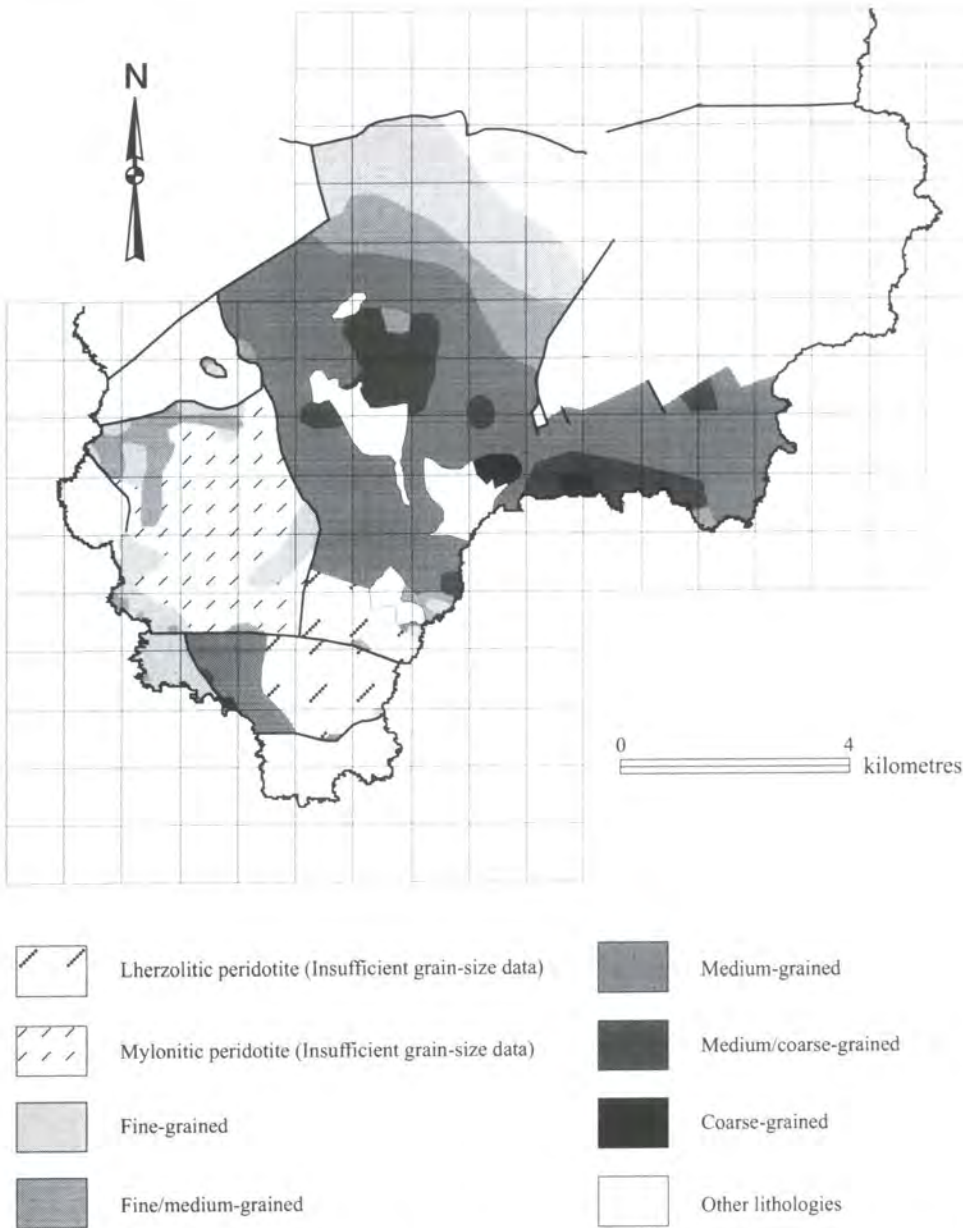 N
0 4
kilometres
Lherzolitic peridotite (Insufficient grain-size data)
Mylonitic peridotite (Insufficient grain-size data)
Fine-grained
Fine/medium-grained
Medium-grained
Medium/coarse-grained
Coarse-grained
Other lithologies